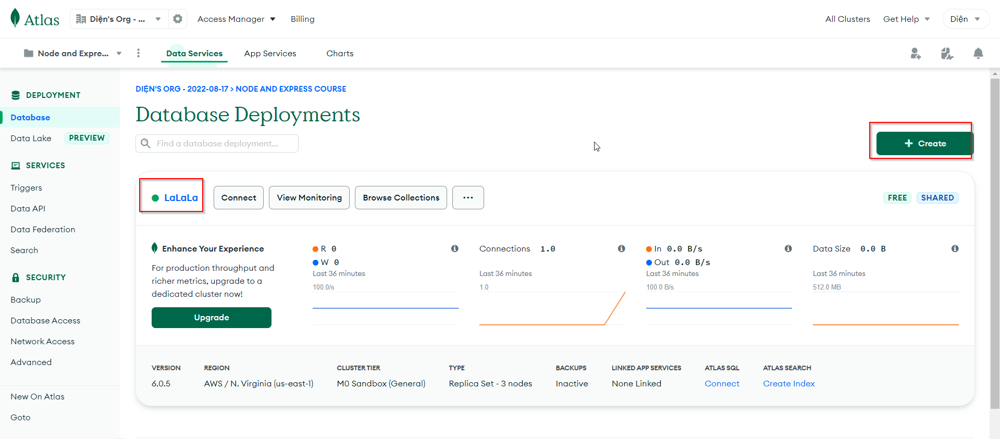 Atlas
Diện's Org - ...
Access Manager
Billing
All Clusters
Get Help
Diện
Node and Expre...
Data Services
App Services
Charts
DEPLOYMENT
Database
Data Lake PREVIEW
SERVICES
Triggers
Data API
Data Federation
Search
SECURITY
Backup
Database Access
Network Access
Advanced
New On Atlas
Goto
DIỆN'S ORG - 2022-08-17 > NODE AND EXPRESS COURSE
Database Deployments
Find a database deployment...
+ Create
LaLaLa
Connect
View Monitoring
Browse Collections
...
FREE
SHARED
Enhance Your Experience
For production throughput and
richer metrics, upgrade to a
dedicated cluster now!
Upgrade
R 0
W 0
Last 36 minutes
100.0/s
Connections 1.0
Last 36 minutes
1.0
In 0.0 B/s
Out 0.0 B/s
Last 36 minutes
100.0 B/s
Data Size 0.0 B
Last 36 minutes
512.0 MB
VERSION
6.0.5
REGION
AWS / N. Virginia (us-east-1)
CLUSTER TIER
M0 Sandbox (General)
TYPE
Replica Set - 3 nodes
BACKUPS
Inactive
LINKED APP SERVICES
None Linked
ATLAS SQL
Connect
ATLAS SEARCH
Create Index